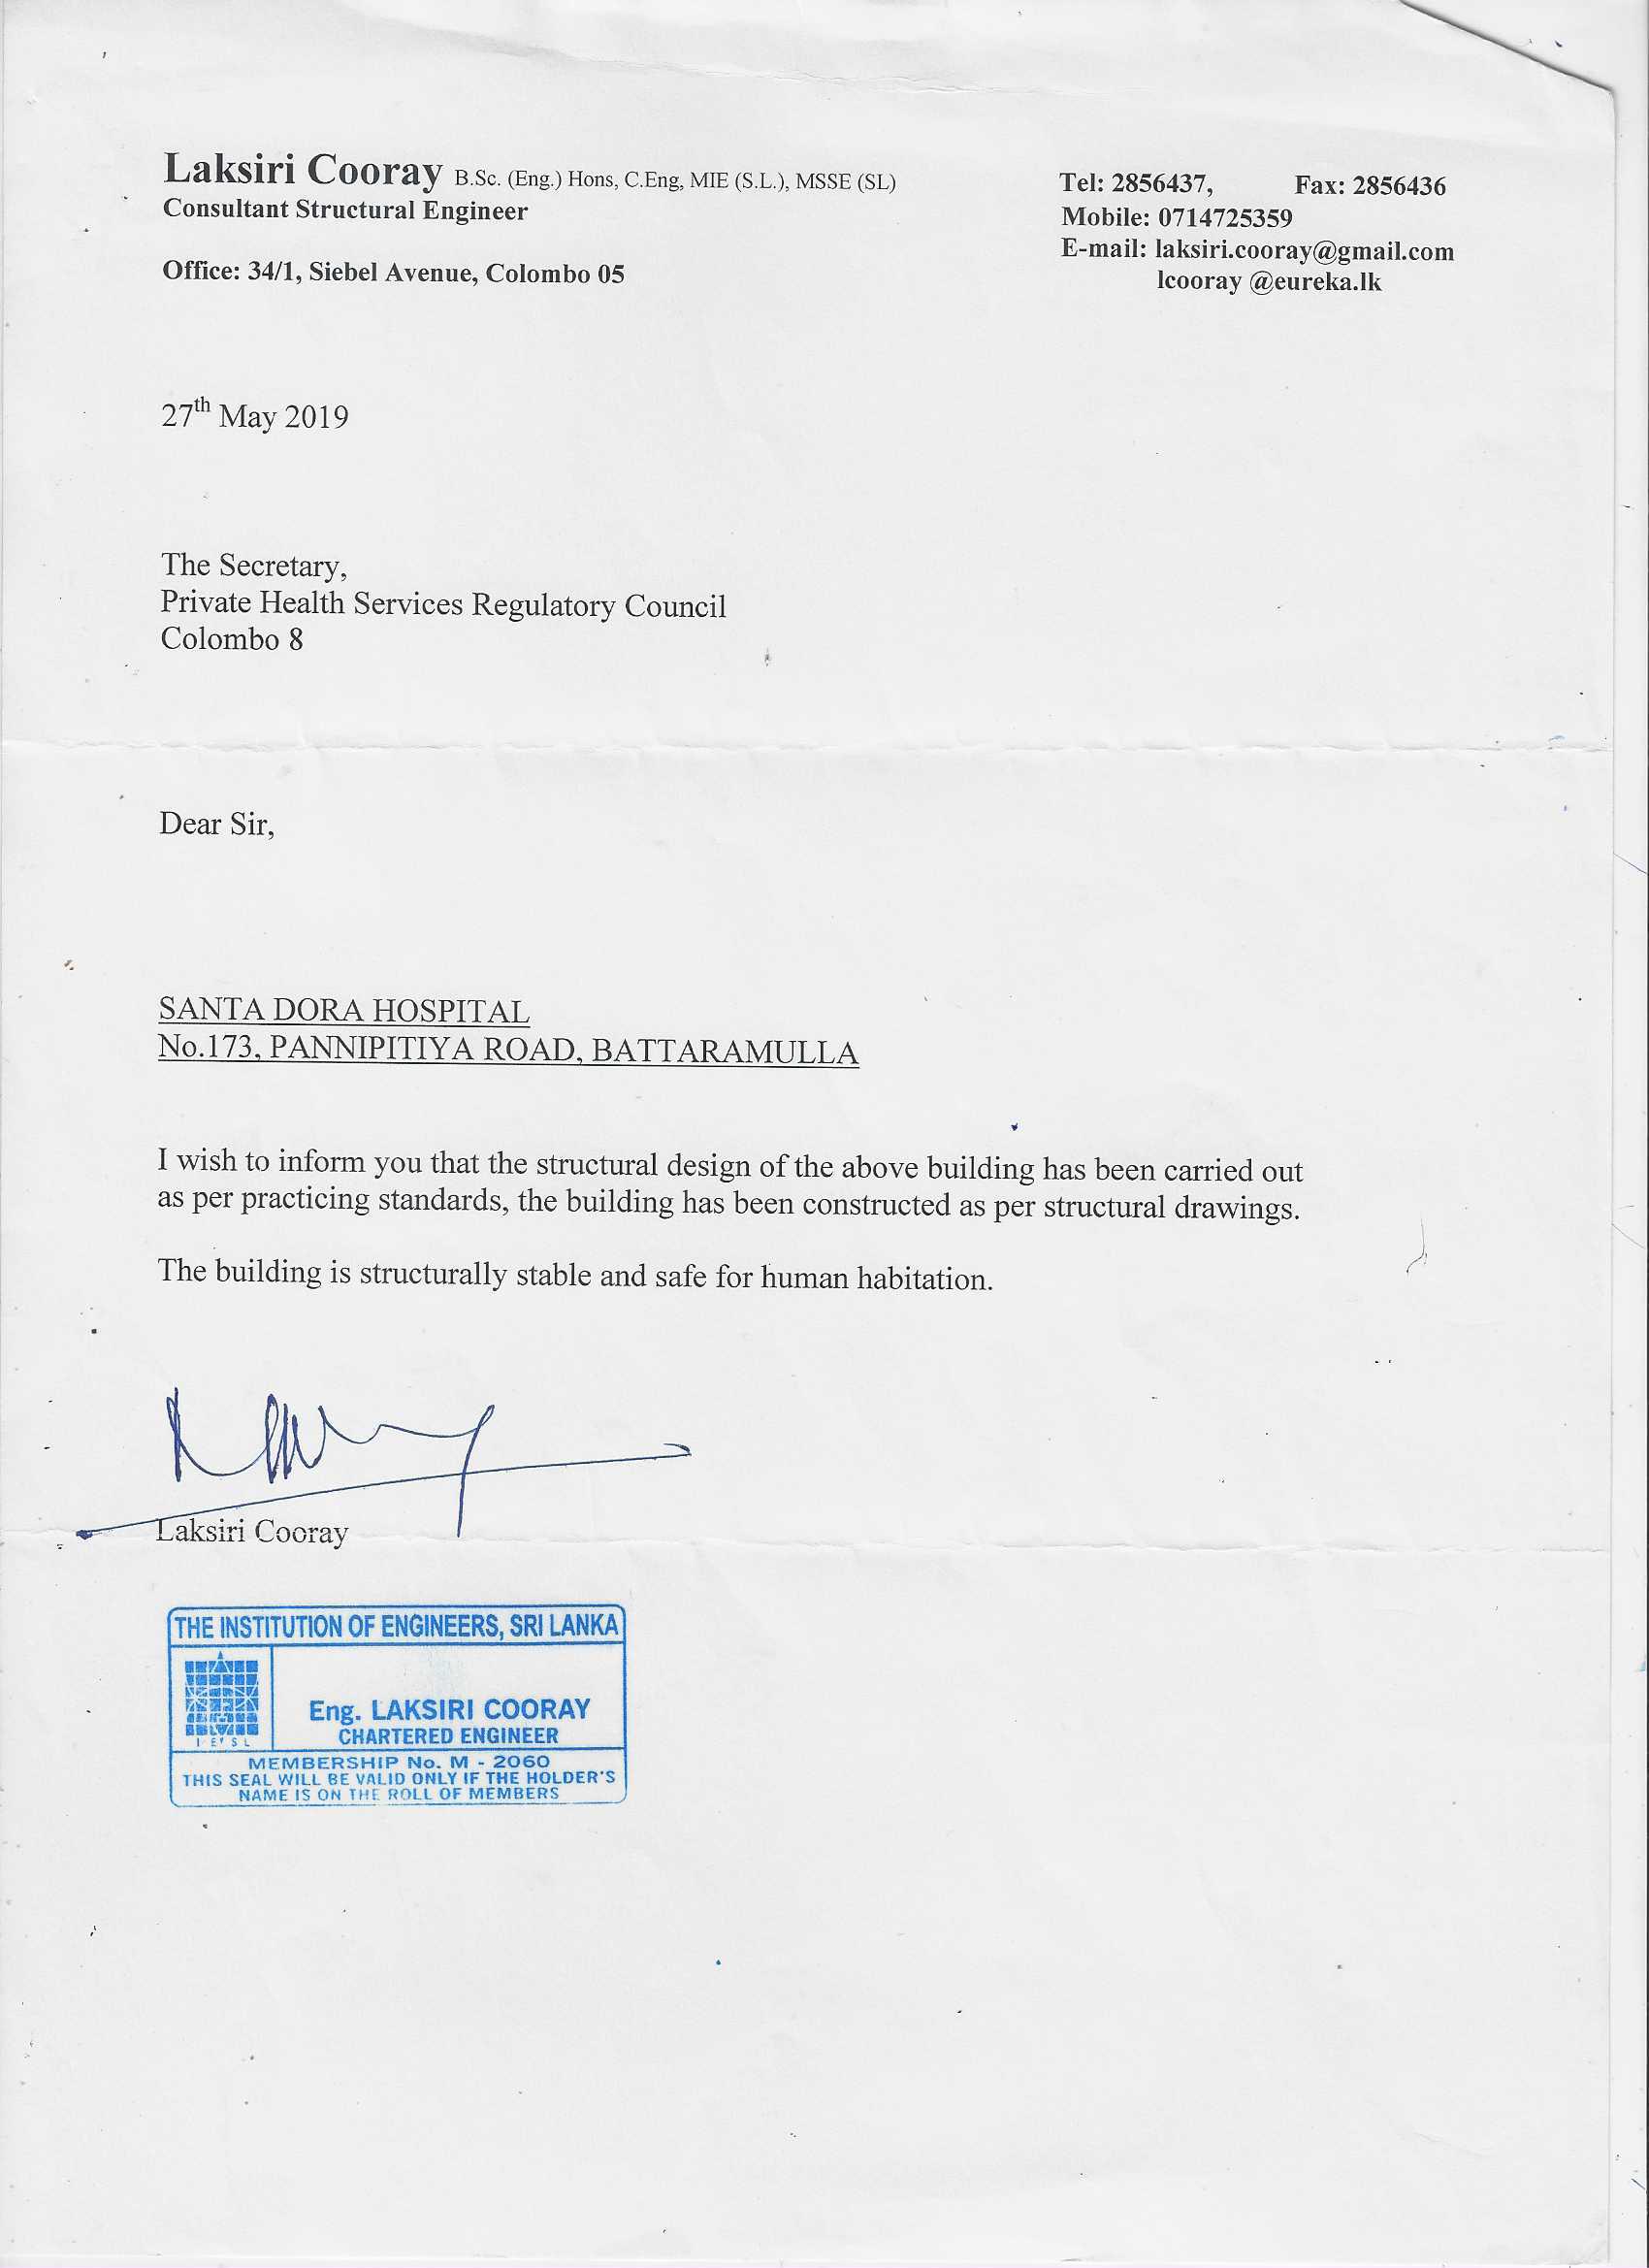 Laksiri Cooray B.Sc. (Eng.) Hons, C.Eng, MIE (S.L.), MSSE (SL)
Consultant Structural Engineer
Office: 34/1, Siebel Avenue, Colombo 05
Tel: 2856437, Fax: 2856436
Mobile: 0714725359
E-mail: laksiri.cooray@gmail.com
lcooray @eureka.lk
27th May 2019
The Secretary,
Private Health Services Regulatory Council
Colombo 8
Dear Sir,
SANTA DORA HOSPITAL
No.173, PANNIPITIYA ROAD, BATTARAMULLA
I wish to inform you that the structural design of the above building has been carried out
as per practicing standards, the building has been constructed as per structural drawings.
The building is structurally stable and safe for human habitation.
Laksiri Cooray
THE INSTITUTION OF ENGINEERS, SRI LANKA
I E S L
Eng. LAKSIRI COORAY
CHARTERED ENGINEER
MEMBERSHIP No. M - 2060
THIS SEAL WILL BE VALID ONLY IF THE HOLDER'S
NAME IS ON THE ROLL OF MEMBERS